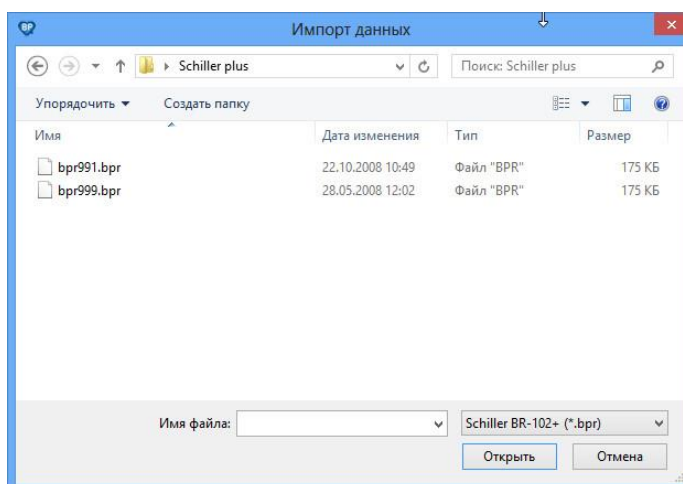 BP Импорт данных
Schiller plus Поиск: Schiller plus
Упорядочить Создать папку
Имя Дата изменения Тип Размер
bpr991.bpr 22.10.2008 10:49 Файл "BPR" 175 КБ
bpr999.bpr 28.05.2008 12:02 Файл "BPR" 175 КБ
Имя файла: Schiller BR-102+ (*.bpr)
Открыть Отмена